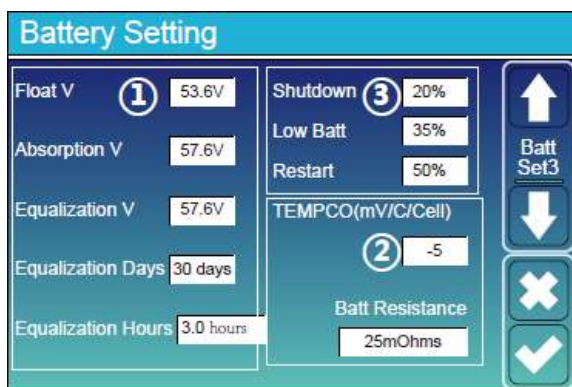 Battery Setting
Float V ① 53.6V
Absorption V 57.6V
Equalization V 57.6V
Equalization Days 30 days
Equalization Hours 3.0 hours
Shutdown ③ 20%
Low Batt 35%
Restart 50%
TEMPCO(mV/C/Cell)
② -5
Batt Resistance
25mOhms
Batt
Set3